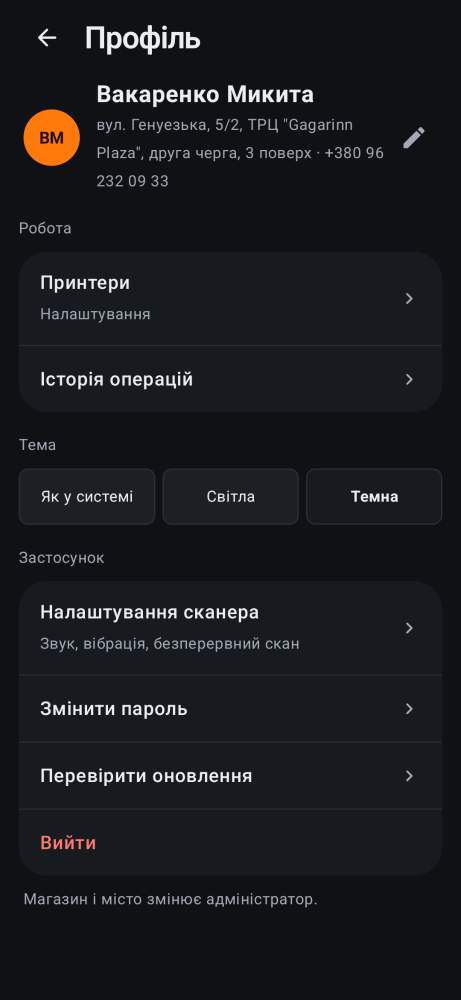 Профіль
Вакаренко Микита
ВМ
вул. Генуезька, 5/2, ТРЦ "Gagarinn
Plaza", друга черга, 3 поверх · +380 96
232 09 33
Робота
Принтери
Налаштування
Історія операцій
Тема
Як у системі
Світла
Темна
Застосунок
Налаштування сканера
Звук, вібрація, безперервний скан
Змінити пароль
Перевірити оновлення
Вийти
Магазин і місто змінює адміністратор.